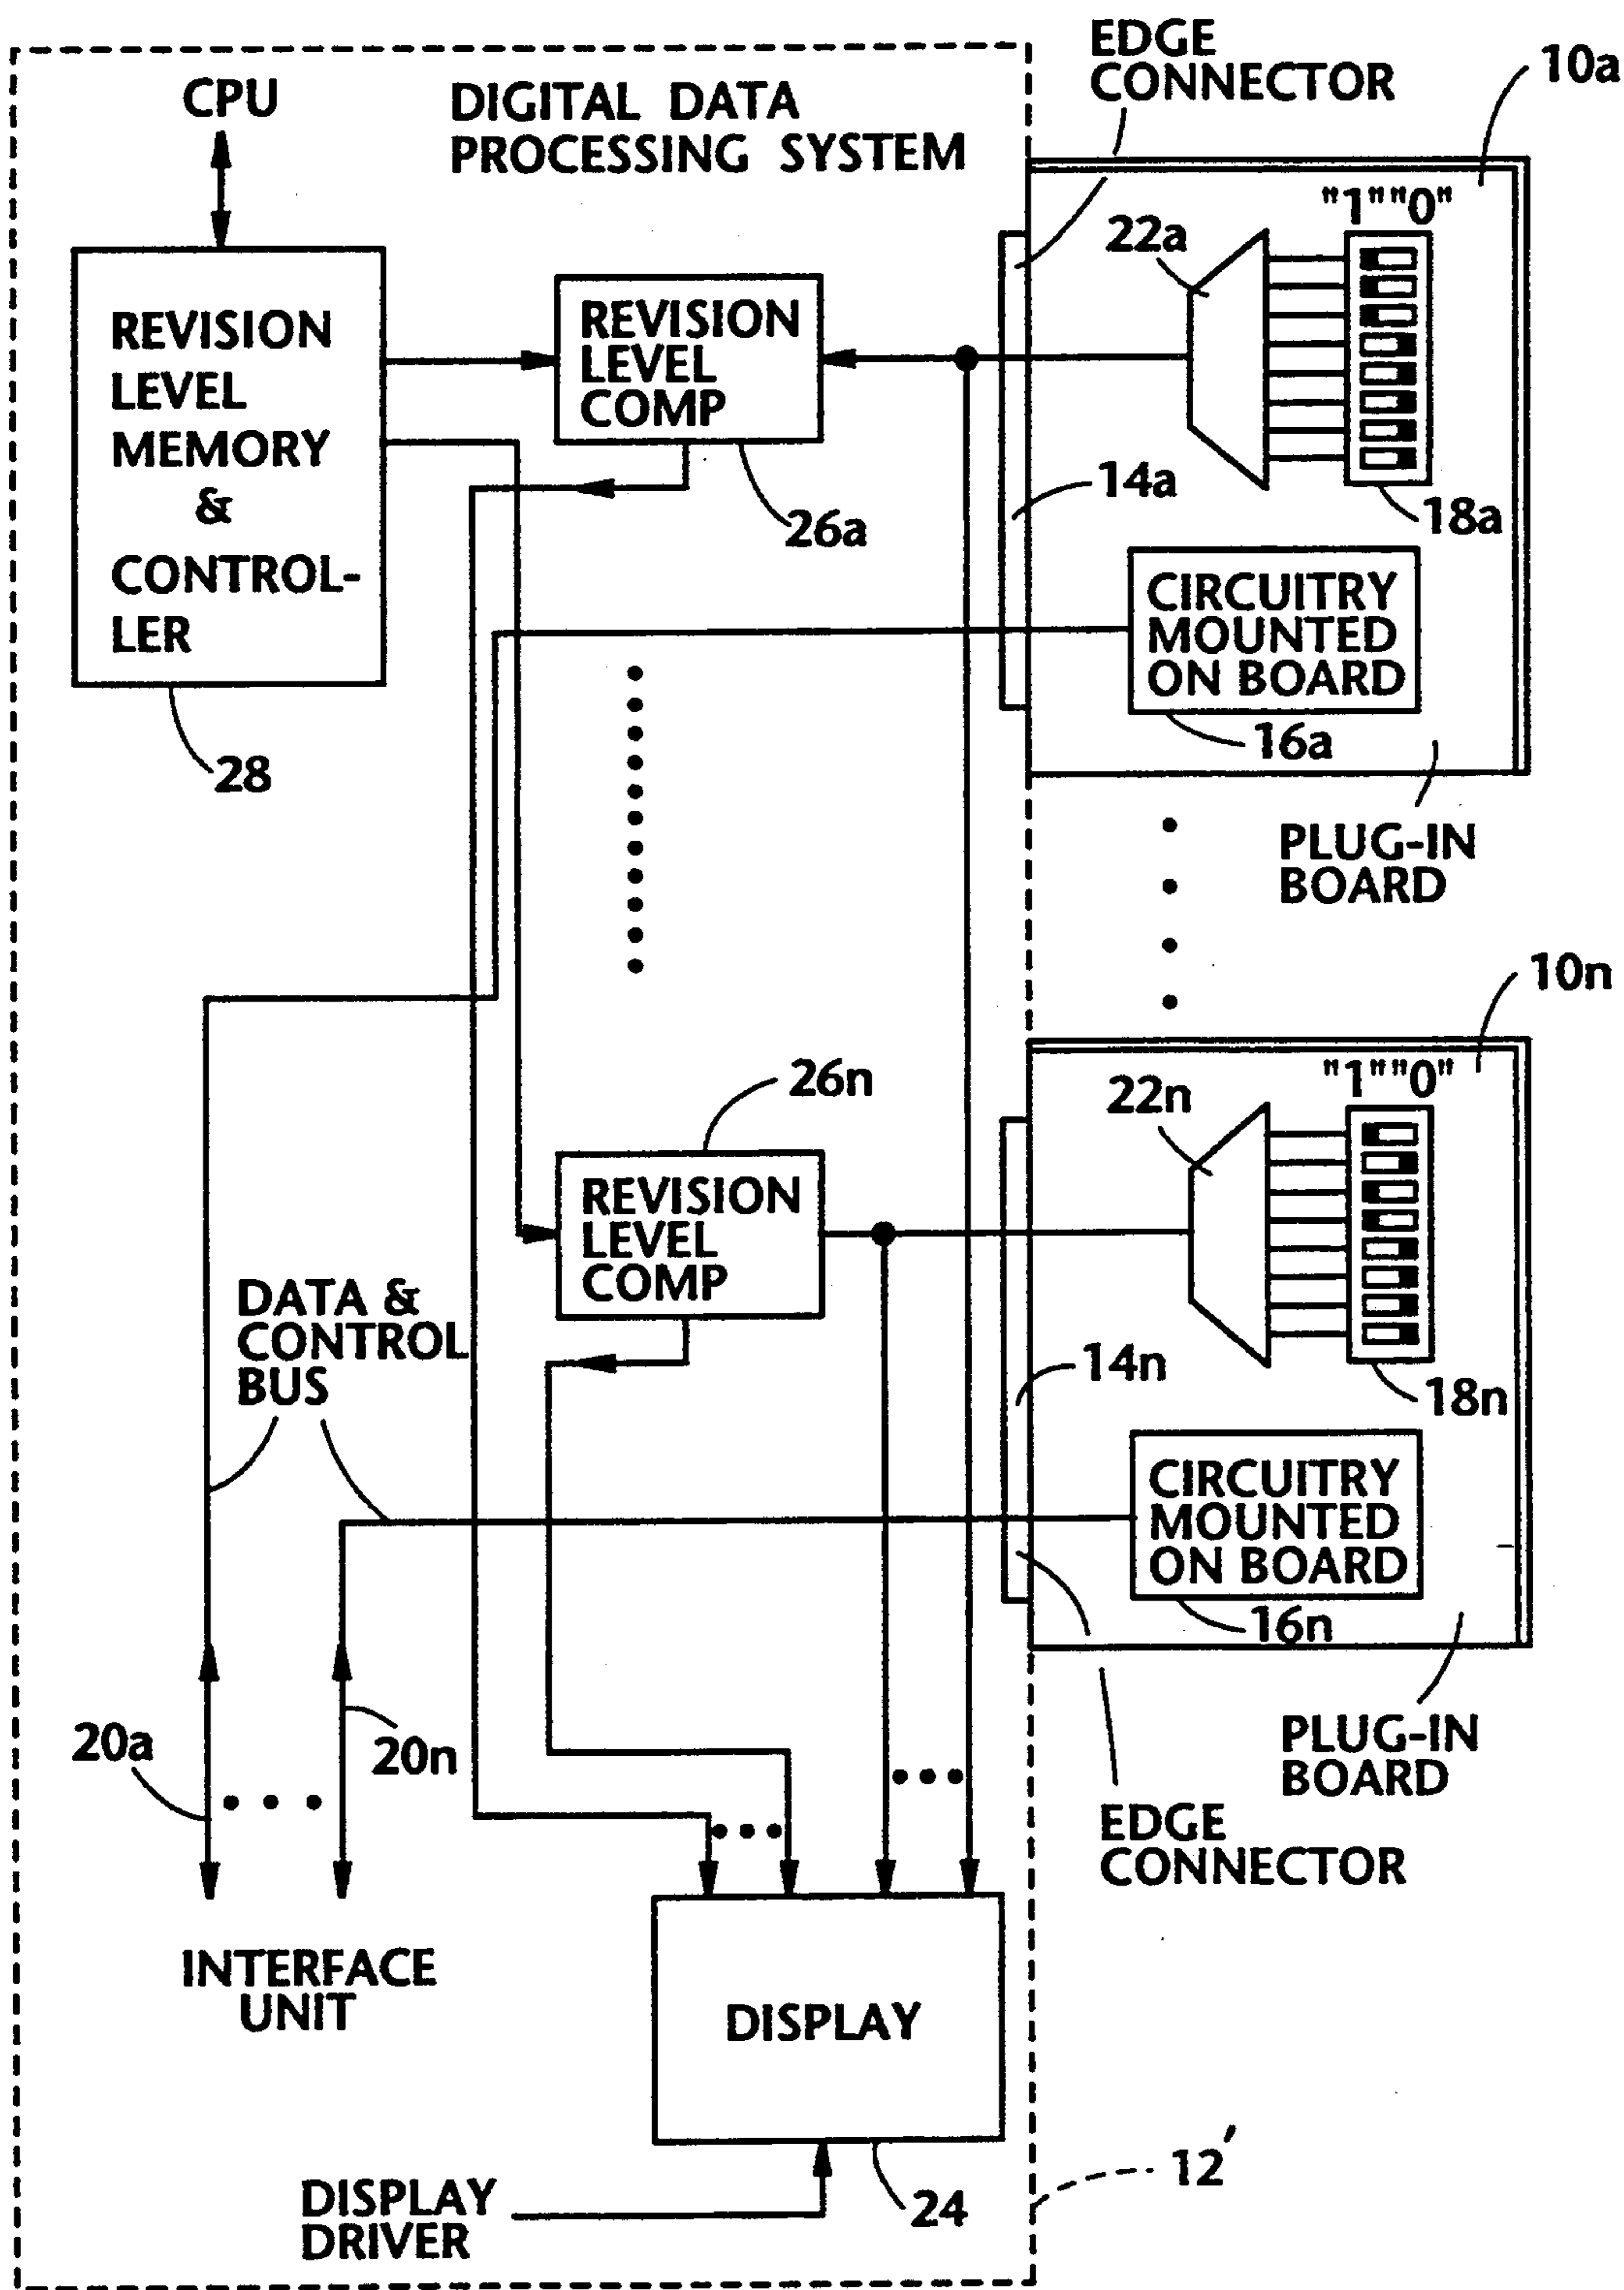 EDGE
CONNECTOR
10a
CPU
DIGITAL DATA
PROCESSING SYSTEM
"1""0"
22a
REVISION
LEVEL
MEMORY
&
CONTROL-
LER
REVISION
LEVEL
COMP
14a
18a
26a
CIRCUITRY
MOUNTED
ON BOARD
16a
28
PLUG-IN
BOARD
10n
"1""0"
26n
22n
REVISION
LEVEL
COMP
DATA &
CONTROL
BUS
14n
18n
CIRCUITRY
MOUNTED
ON BOARD
16n
20a
20n
PLUG-IN
BOARD
EDGE
CONNECTOR
INTERFACE
UNIT
DISPLAY
12'
DISPLAY
DRIVER
24